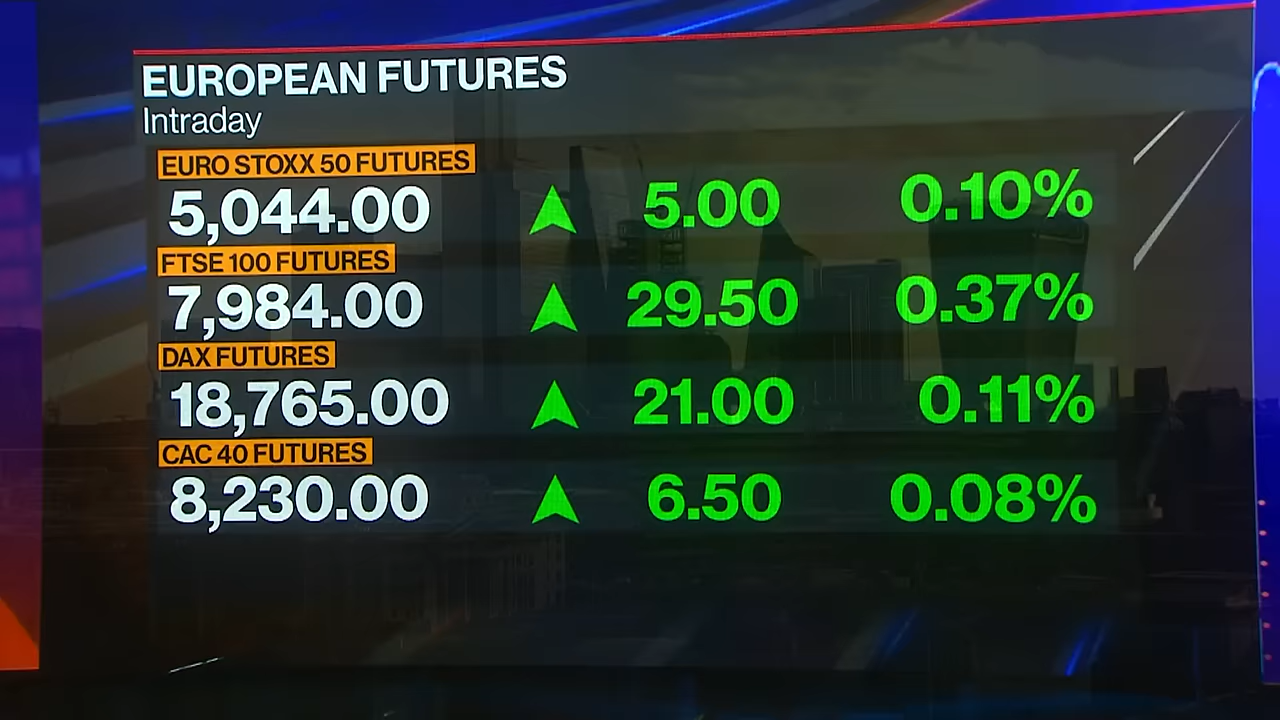 EUROPEAN FUTURES
Intraday
EURO STOXX 50 FUTURES
5,044.00 5.00 0.10%
FTSE 100 FUTURES
7,984.00 29.50 0.37%
DAX FUTURES
18,765.00 21.00 0.11%
CAC 40 FUTURES
8,230.00 6.50 0.08%